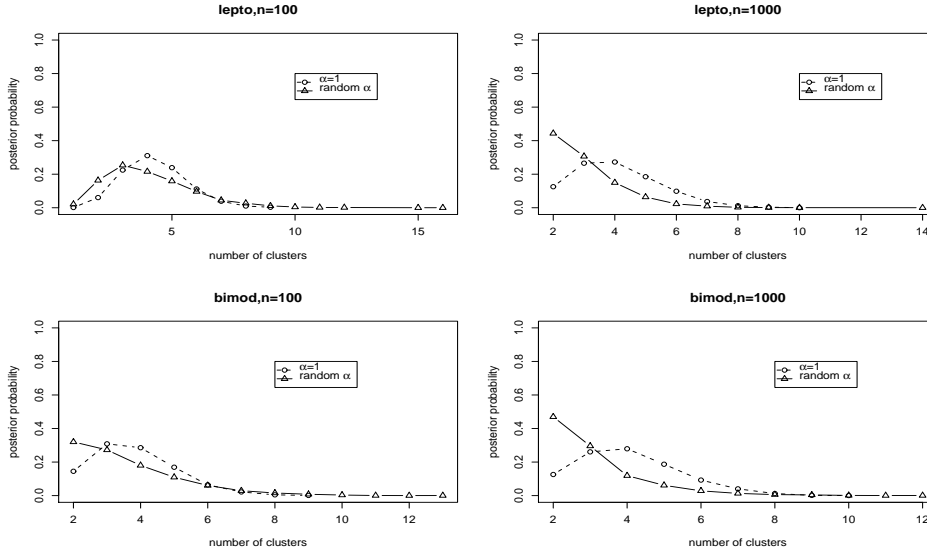 lepto,n=100
posterior probability
1.0
0.8
0.6
0.4
0.2
0.0
α=1
random α
5
10
15
number of clusters
lepto,n=1000
posterior probability
1.0
0.8
0.6
0.4
0.2
0.0
α=1
random α
2
4
6
8
10
12
14
number of clusters
bimod,n=100
posterior probability
1.0
0.8
0.6
0.4
0.2
0.0
α=1
random α
2
4
6
8
10
12
number of clusters
bimod,n=1000
posterior probability
1.0
0.8
0.6
0.4
0.2
0.0
α=1
random α
2
4
6
8
10
12
number of clusters